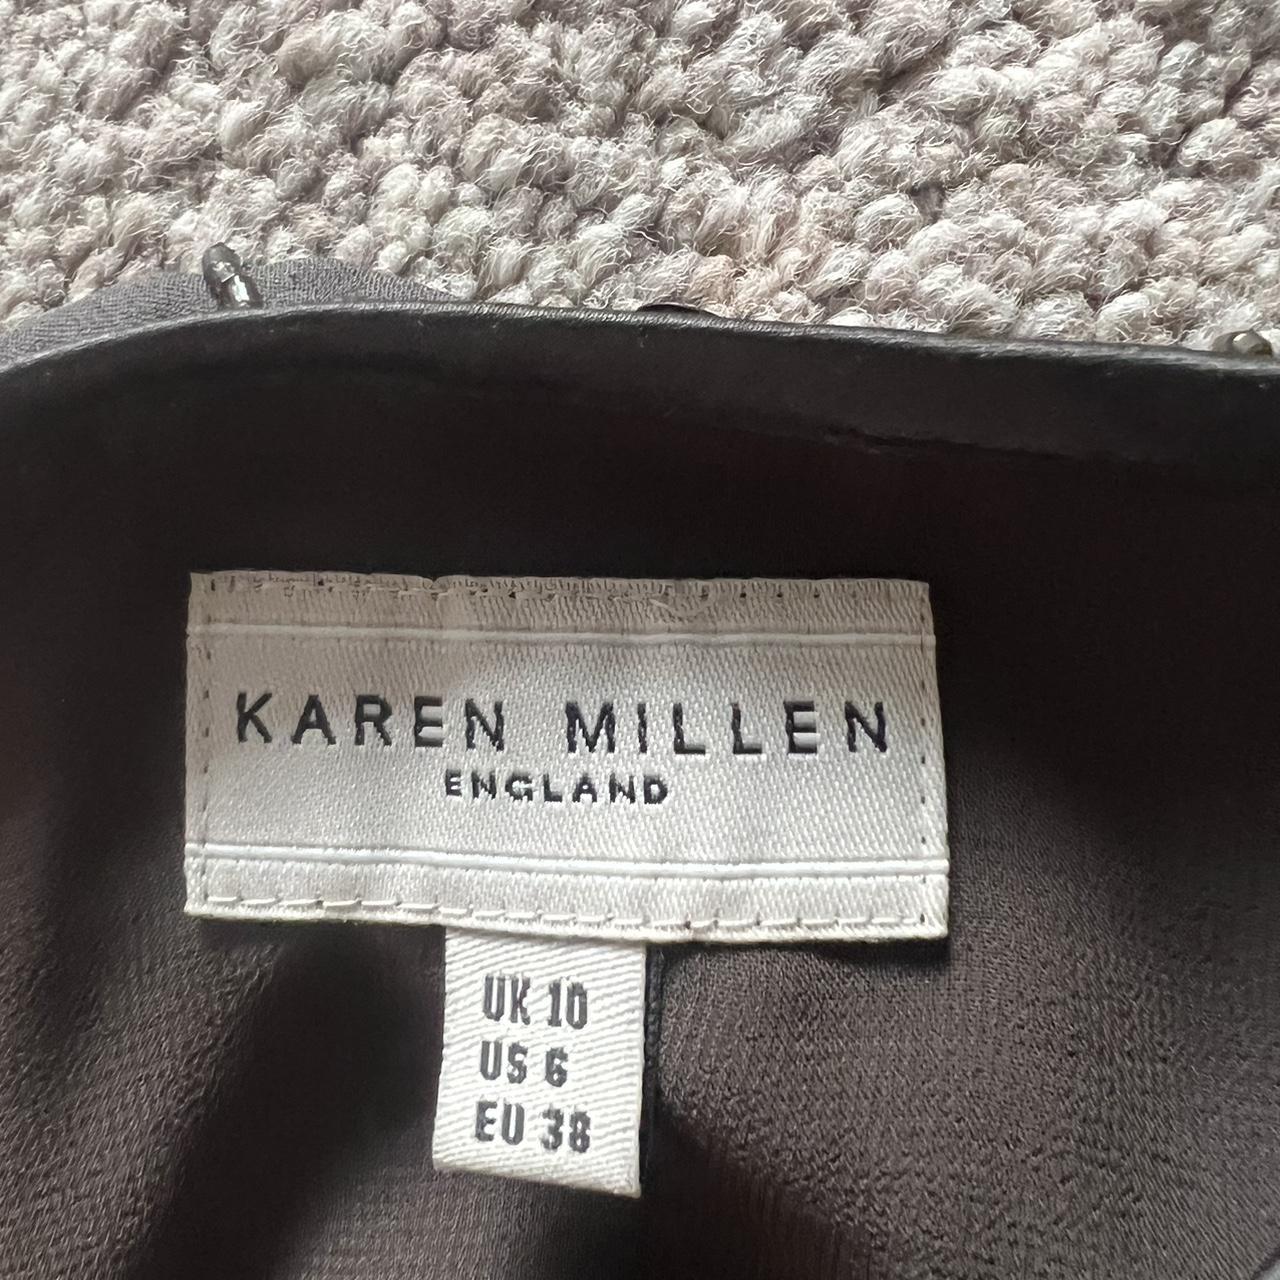 KAREN MILLEN
ENGLAND
UK 10
US 6
EU 38